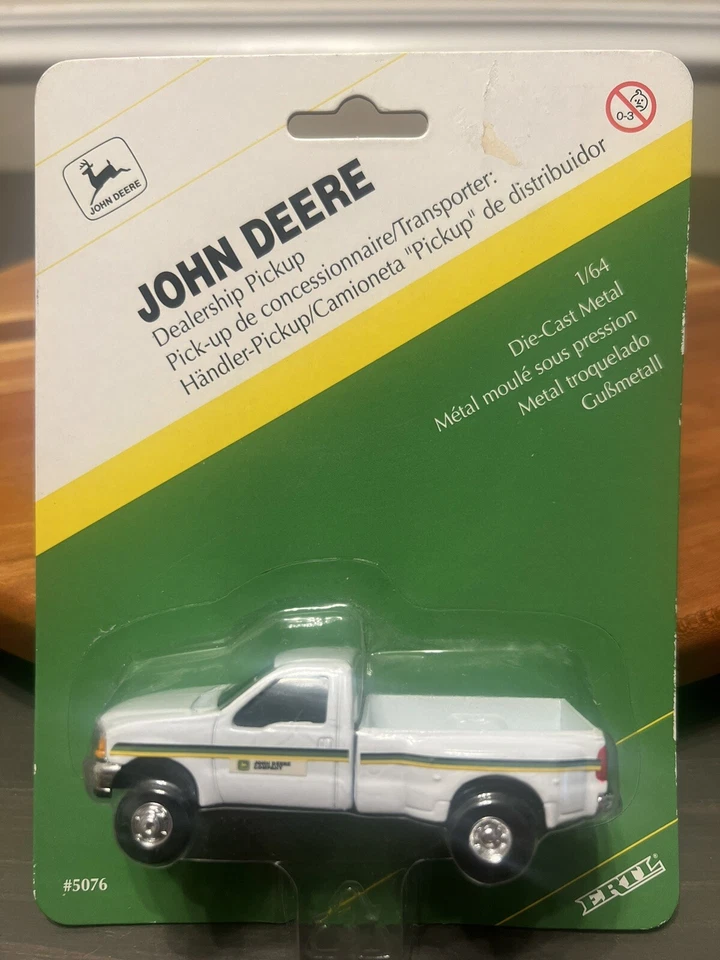 JOHN DEERE
0-3
JOHN DEERE
Dealership Pickup
Pick-up de concessionnaire/Transporter:
Händler-Pickup/Camioneta "Pickup" de distribuidor
1/64
Die-Cast Metal
Métal moulé sous pression
Metal troquelado
Gußmetall
JOHN DEERE
COMPANY
#5076
ERTL